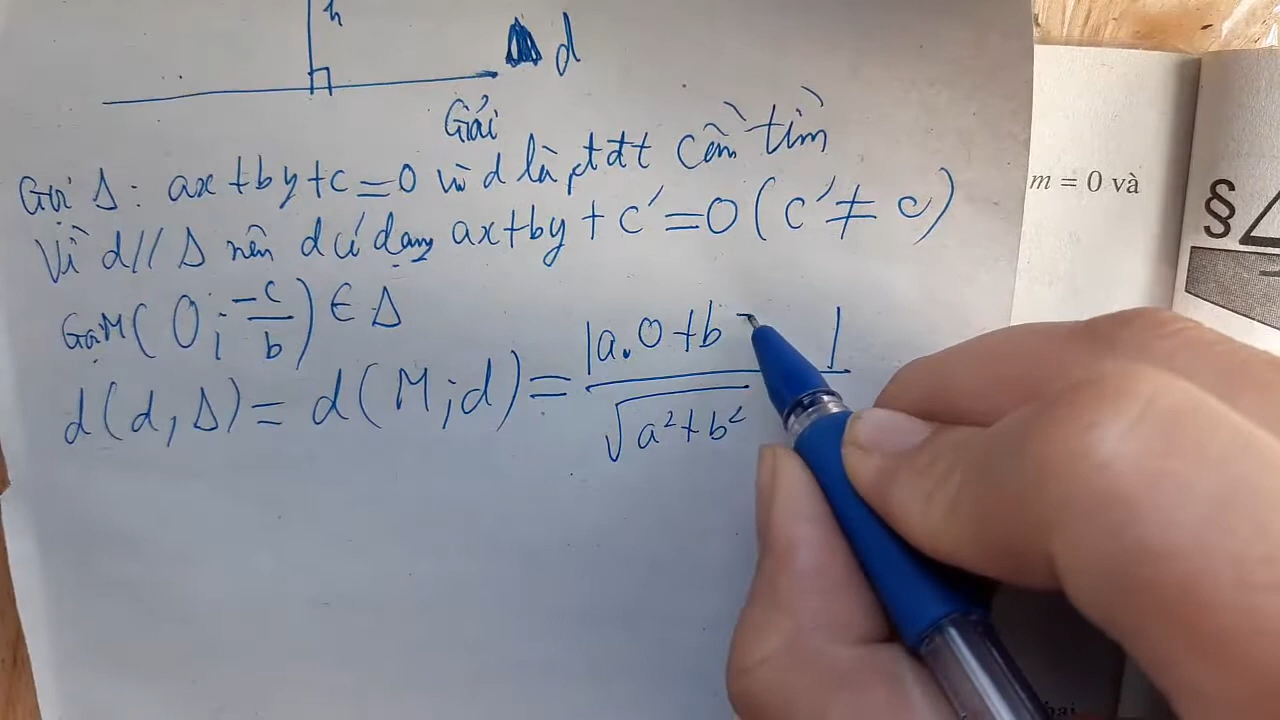 h
d
Giải
Gọi Δ: ax+by+c=0 và d là ptđt cần tìm
Vì d//Δ nên d có dạng ax+by+c'=0 (c'≠c)
Gọi M(0;-c/b) ∈ Δ
d(d,Δ)=d(M;d)=|a.0+b - |/√(a²+b²)
m = 0 và
§